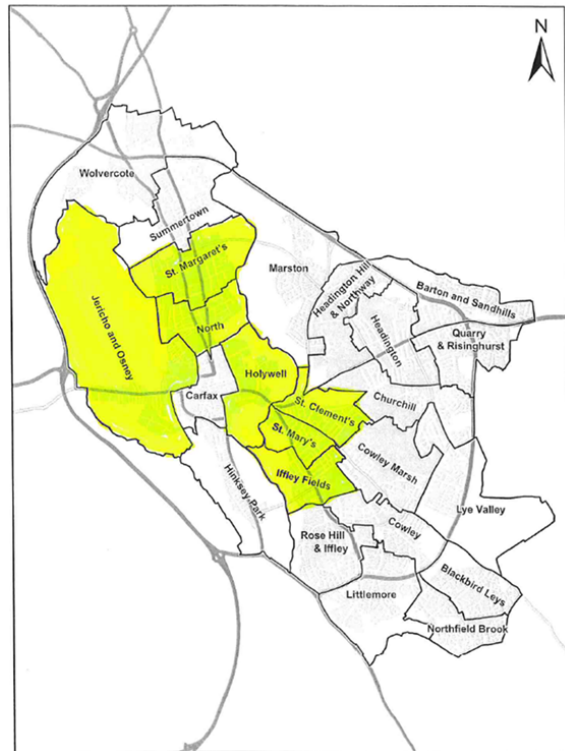 N
Wolvercote
Summertown
St. Margaret's
Marston
Headington Hill
& Northway
Barton and Sandhills
Jericho and Osney
North
Headington
Quarry
& Risinghurst
Holywell
Carfax
St. Clement's
Churchill
St. Mary's
Cowley Marsh
Iffley Fields
Hinksey Park
Lye Valley
Rose Hill
& Iffley
Cowley
Blackbird Leys
Littlemore
Northfield Brook